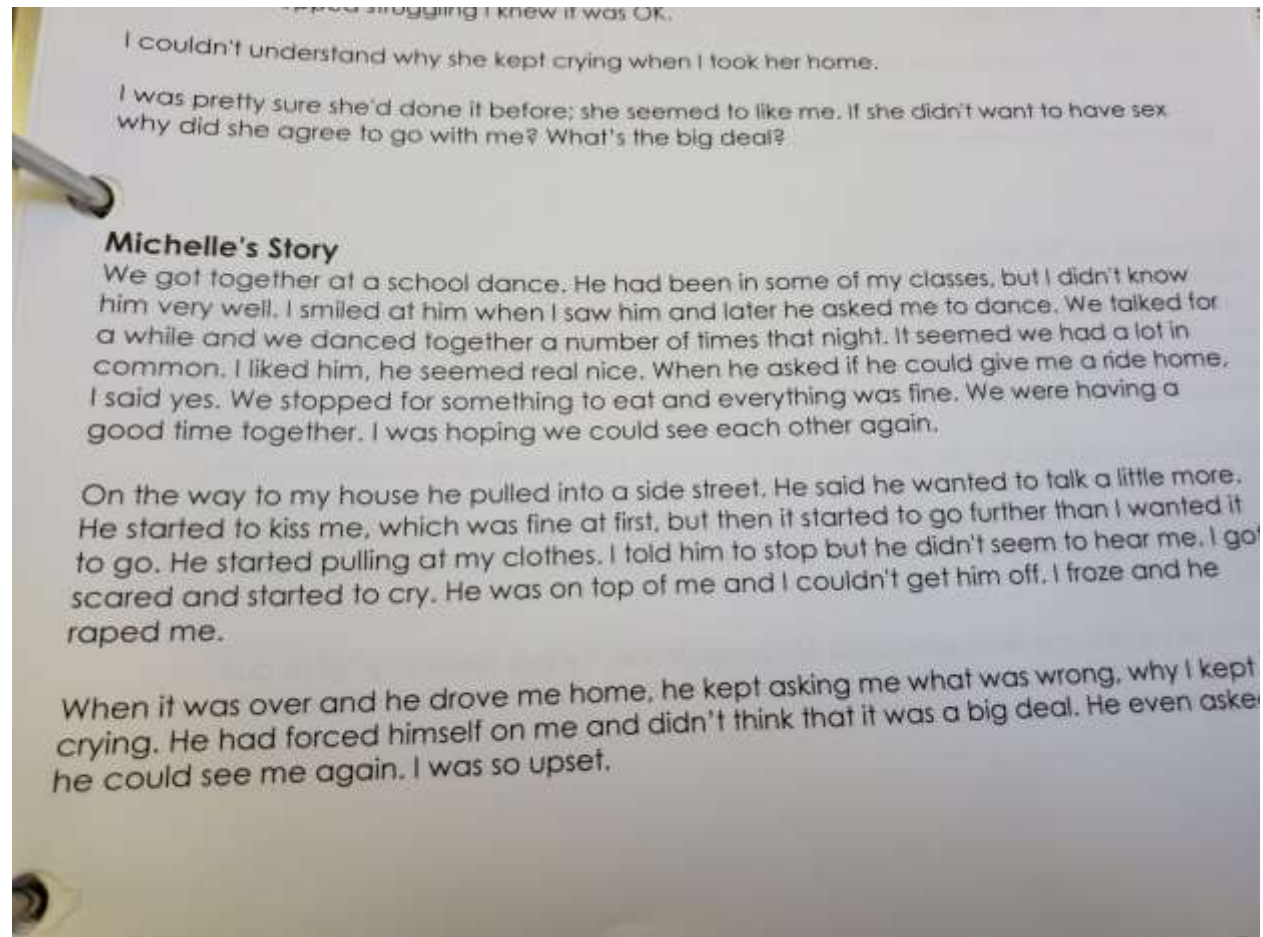 struggling I knew it was OK.
I couldn't understand why she kept crying when I took her home.
I was pretty sure she'd done it before; she seemed to like me. If she didn't want to have sex
why did she agree to go with me? What's the big deal?
Michelle's Story
We got together at a school dance. He had been in some of my classes, but I didn't know
him very well. I smiled at him when I saw him and later he asked me to dance. We talked for
a while and we danced together a number of times that night. It seemed we had a lot in
common. I liked him, he seemed real nice. When he asked if he could give me a ride home,
I said yes. We stopped for something to eat and everything was fine. We were having a
good time together. I was hoping we could see each other again.
On the way to my house he pulled into a side street. He said he wanted to talk a little more.
He started to kiss me, which was fine at first, but then it started to go further than I wanted it
to go. He started pulling at my clothes. I told him to stop but he didn't seem to hear me. I go
scared and started to cry. He was on top of me and I couldn't get him off. I froze and he
raped me.
When it was over and he drove me home, he kept asking me what was wrong, why I kept
crying. He had forced himself on me and didn't think that it was a big deal. He even aske
he could see me again. I was so upset.